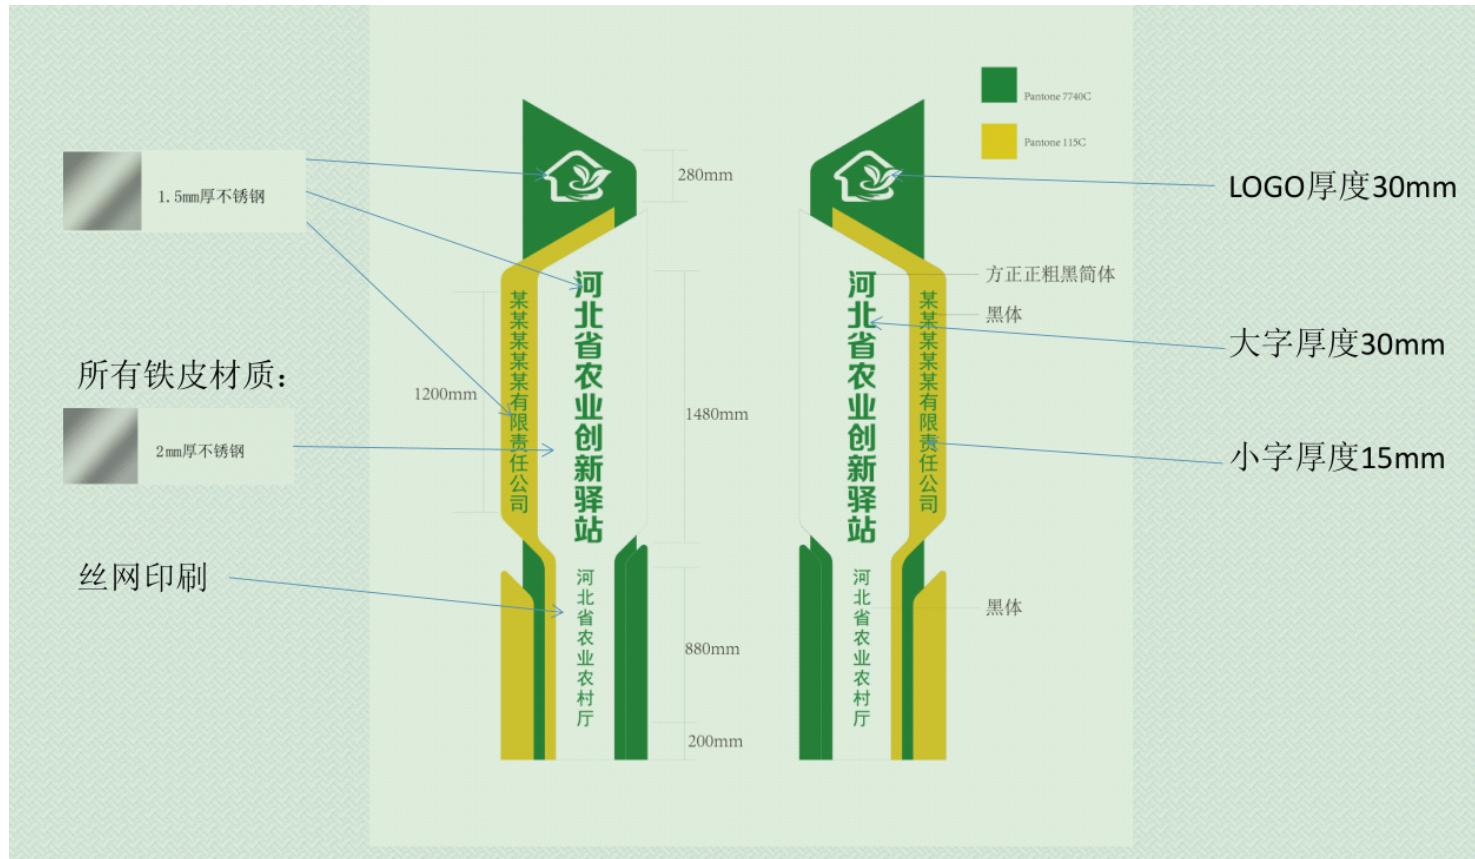 Pantone 7740C
Pantone 115C
1.5mm厚不锈钢
280mm
LOGO厚度30mm
方正正粗黑简体
黑体
大字厚度30mm
所有铁皮材质：
2mm厚不锈钢
1200mm
某某某某某有限责任公司
河北省农业创新驿站
1480mm
河北省农业创新驿站
某某某某某有限责任公司
小字厚度15mm
丝网印刷
河北省农业农村厅
880mm
200mm
河北省农业农村厅
黑体